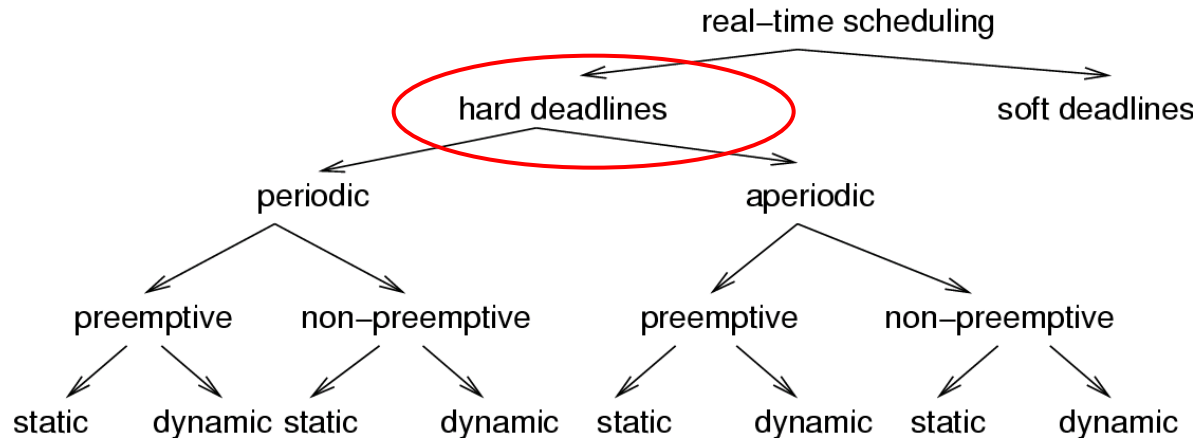 real−time scheduling
hard deadlines soft deadlines
periodic aperiodic
preemptive non−preemptive preemptive non−preemptive
static dynamic static dynamic static dynamic static dynamic